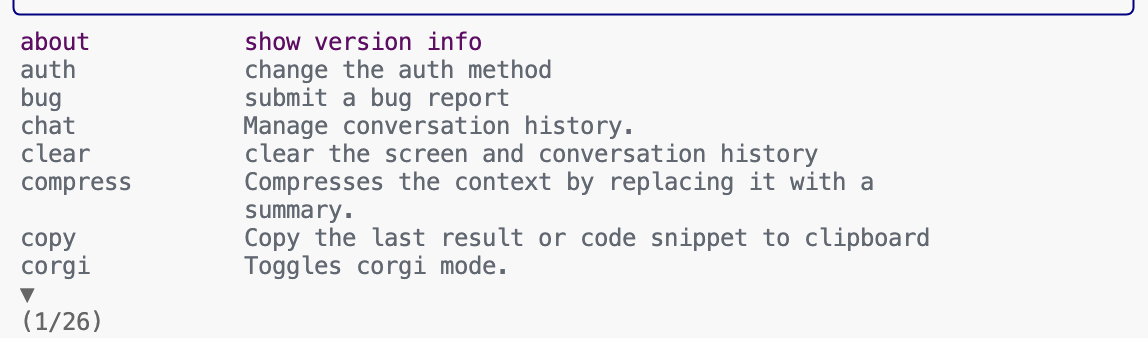 about show version info
auth change the auth method
bug submit a bug report
chat Manage conversation history.
clear clear the screen and conversation history
compress Compresses the context by replacing it with a
summary.
copy Copy the last result or code snippet to clipboard
corgi Toggles corgi mode.
▼
(1/26)